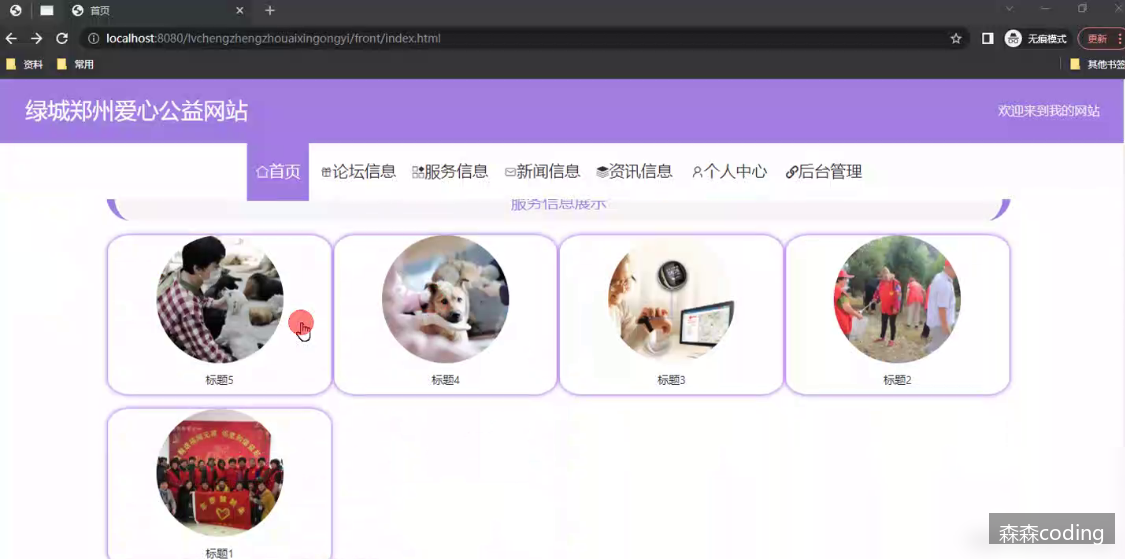 首页
localhost:8080/lvchengzhengzhouaixingongyi/front/index.html
无痕模式
更新
资料
常用
其他书签
绿城郑州爱心公益网站
欢迎来到我的网站
首页 论坛信息 服务信息 新闻信息 资讯信息 个人中心 后台管理
服务信息展示
标题5
标题4
标题3
标题2
标题1
森森coding